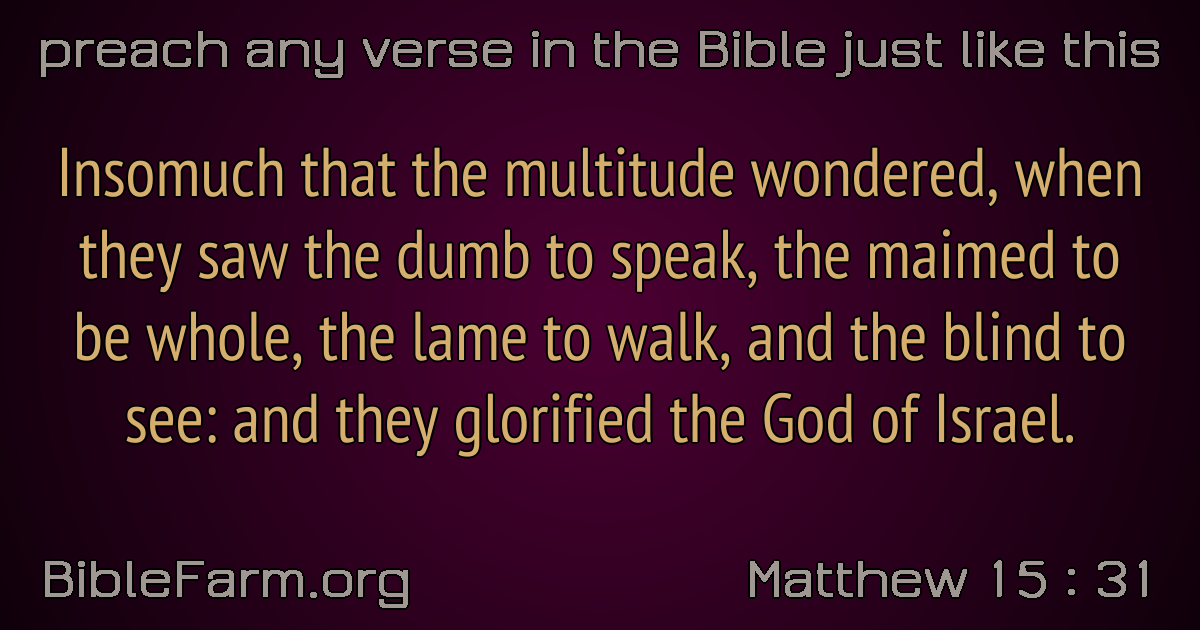 preach any verse in the Bible just like this
Insomuch that the multitude wondered, when
they saw the dumb to speak, the maimed to
be whole, the lame to walk, and the blind to
see: and they glorified the God of Israel.
BibleFarm.org
Matthew 15 : 31